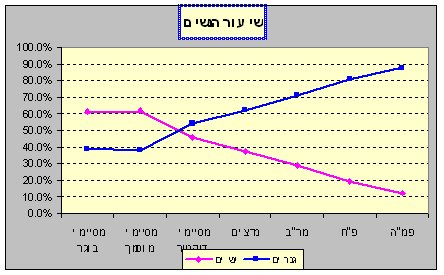 שיעור הנשים
100.0%
90.0%
80.0%
70.0%
60.0%
50.0%
40.0%
30.0%
20.0%
10.0%
0.0%
מסיימי בוגר
מסיימי מוסמך
מסיימי דוקטור
מרצים
מר"ב
פ"ח
פמ"ה
נשים
גברים